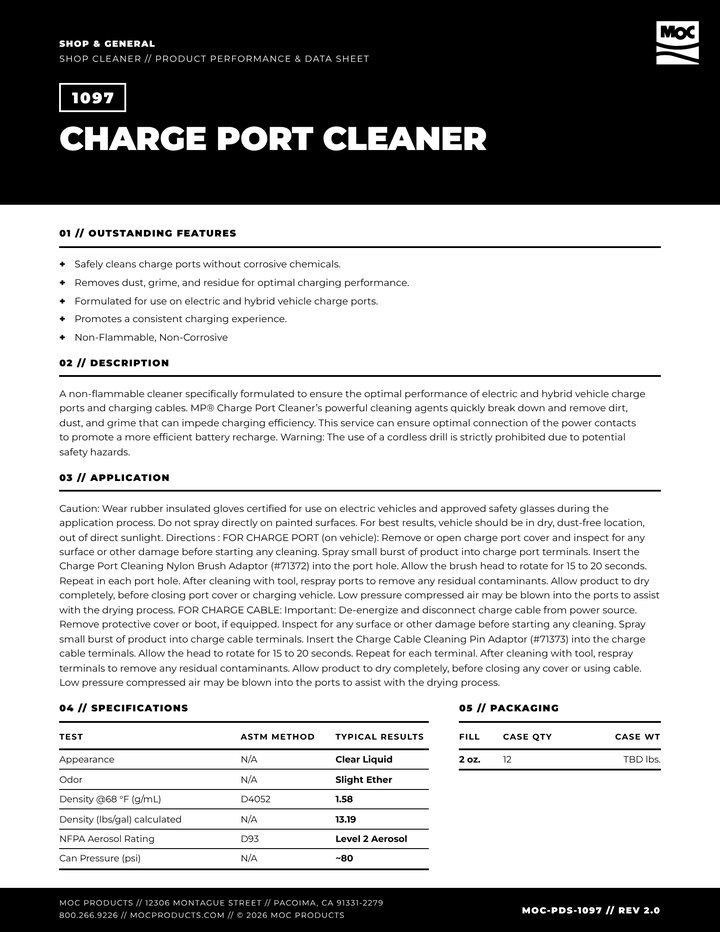 MOC
SHOP & GENERAL
SHOP CLEANER // PRODUCT PERFORMANCE & DATA SHEET
1097
CHARGE PORT CLEANER
01 // OUTSTANDING FEATURES
+ Safely cleans charge ports without corrosive chemicals.
+ Removes dust, grime, and residue for optimal charging performance.
+ Formulated for use on electric and hybrid vehicle charge ports.
+ Promotes a consistent charging experience.
+ Non-Flammable, Non-Corrosive
02 // DESCRIPTION
A non-flammable cleaner specifically formulated to ensure the optimal performance of electric and hybrid vehicle charge
ports and charging cables. MP® Charge Port Cleaner's powerful cleaning agents quickly break down and remove dirt,
dust, and grime that can impede charging efficiency. This service can ensure optimal connection of the power contacts
to promote a more efficient battery recharge. Warning: The use of a cordless drill is strictly prohibited due to potential
safety hazards.
03 // APPLICATION
Caution: Wear rubber insulated gloves certified for use on electric vehicles and approved safety glasses during the
application process. Do not spray directly on painted surfaces. For best results, vehicle should be in dry, dust-free location,
out of direct sunlight. Directions : FOR CHARGE PORT (on vehicle): Remove or open charge port cover and inspect for any
surface or other damage before starting any cleaning. Spray small burst of product into charge port terminals. Insert the
Charge Port Cleaning Nylon Brush Adaptor (#71372) into the port hole. Allow the brush head to rotate for 15 to 20 seconds.
Repeat in each port hole. After cleaning with tool, respray ports to remove any residual contaminants. Allow product to dry
completely, before closing port cover or charging vehicle. Low pressure compressed air may be blown into the ports to assist
with the drying process. FOR CHARGE CABLE: Important: De-energize and disconnect charge cable from power source.
Remove protective cover or boot, if equipped. Inspect for any surface or other damage before starting any cleaning. Spray
small burst of product into charge cable terminals. Insert the Charge Cable Cleaning Pin Adaptor (#71373) into the charge
cable terminals. Allow the head to rotate for 15 to 20 seconds. Repeat for each terminal. After cleaning with tool, respray
terminals to remove any residual contaminants. Allow product to dry completely, before closing any cover or using cable.
Low pressure compressed air may be blown into the ports to assist with the drying process.
04 // SPECIFICATIONS
TEST ASTM METHOD TYPICAL RESULTS
Appearance N/A Clear Liquid
Odor N/A Slight Ether
Density @68 °F (g/mL) D4052 1.58
Density (lbs/gal) calculated N/A 13.19
NFPA Aerosol Rating D93 Level 2 Aerosol
Can Pressure (psi) N/A ~80
05 // PACKAGING
FILL CASE QTY CASE WT
2 oz. 12 TBD lbs.
MOC PRODUCTS // 12306 MONTAGUE STREET // PACOIMA, CA 91331-2279
800.266.9226 // MOCPRODUCTS.COM // © 2026 MOC PRODUCTS
MOC-PDS-1097 // REV 2.0